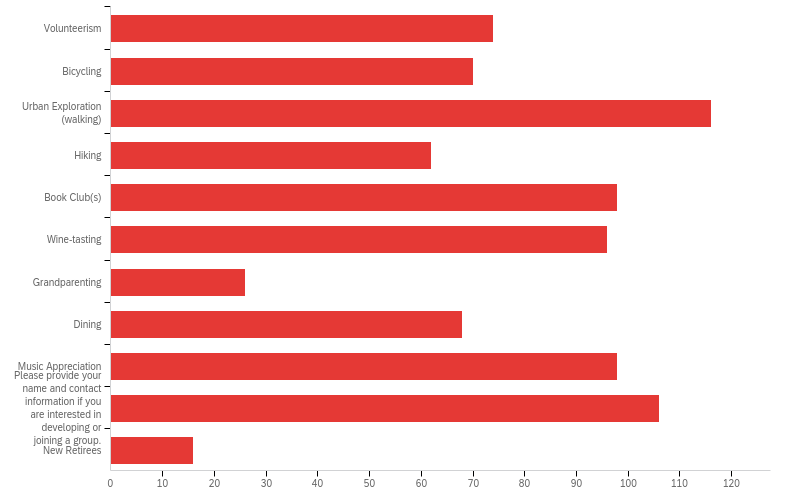 Volunteerism
Bicycling
Urban Exploration
(walking)
Hiking
Book Club(s)
Wine-tasting
Grandparenting
Dining
Music Appreciation
Please provide your
name and contact
information if you
are interested in
developing or
joining a group.
New Retirees
0 10 20 30 40 50 60 70 80 90 100 110 120